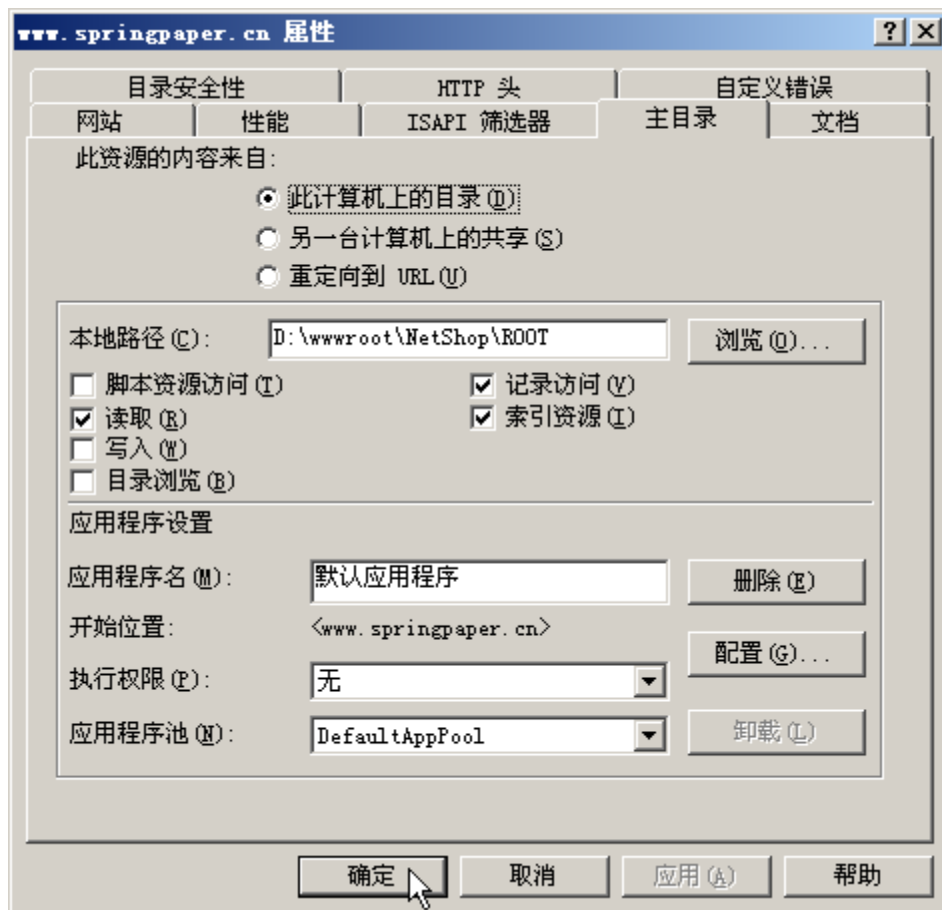 www.springpaper.cn 属性
目录安全性 HTTP 头 自定义错误
网站 性能 ISAPI 筛选器 主目录 文档
此资源的内容来自:
此计算机上的目录(D)
另一台计算机上的共享(S)
重定向到 URL(U)
本地路径(C): D:\wwwroot\NetShop\ROOT 浏览(O)...
脚本资源访问(T) 记录访问(V)
读取(R) 索引资源(I)
写入(W)
目录浏览(B)
应用程序设置
应用程序名(M): 默认应用程序 删除(E)
开始位置: <www.springpaper.cn>
配置(G)...
执行权限(P): 无
应用程序池(N): DefaultAppPool 卸载(L)
确定 取消 应用(A) 帮助